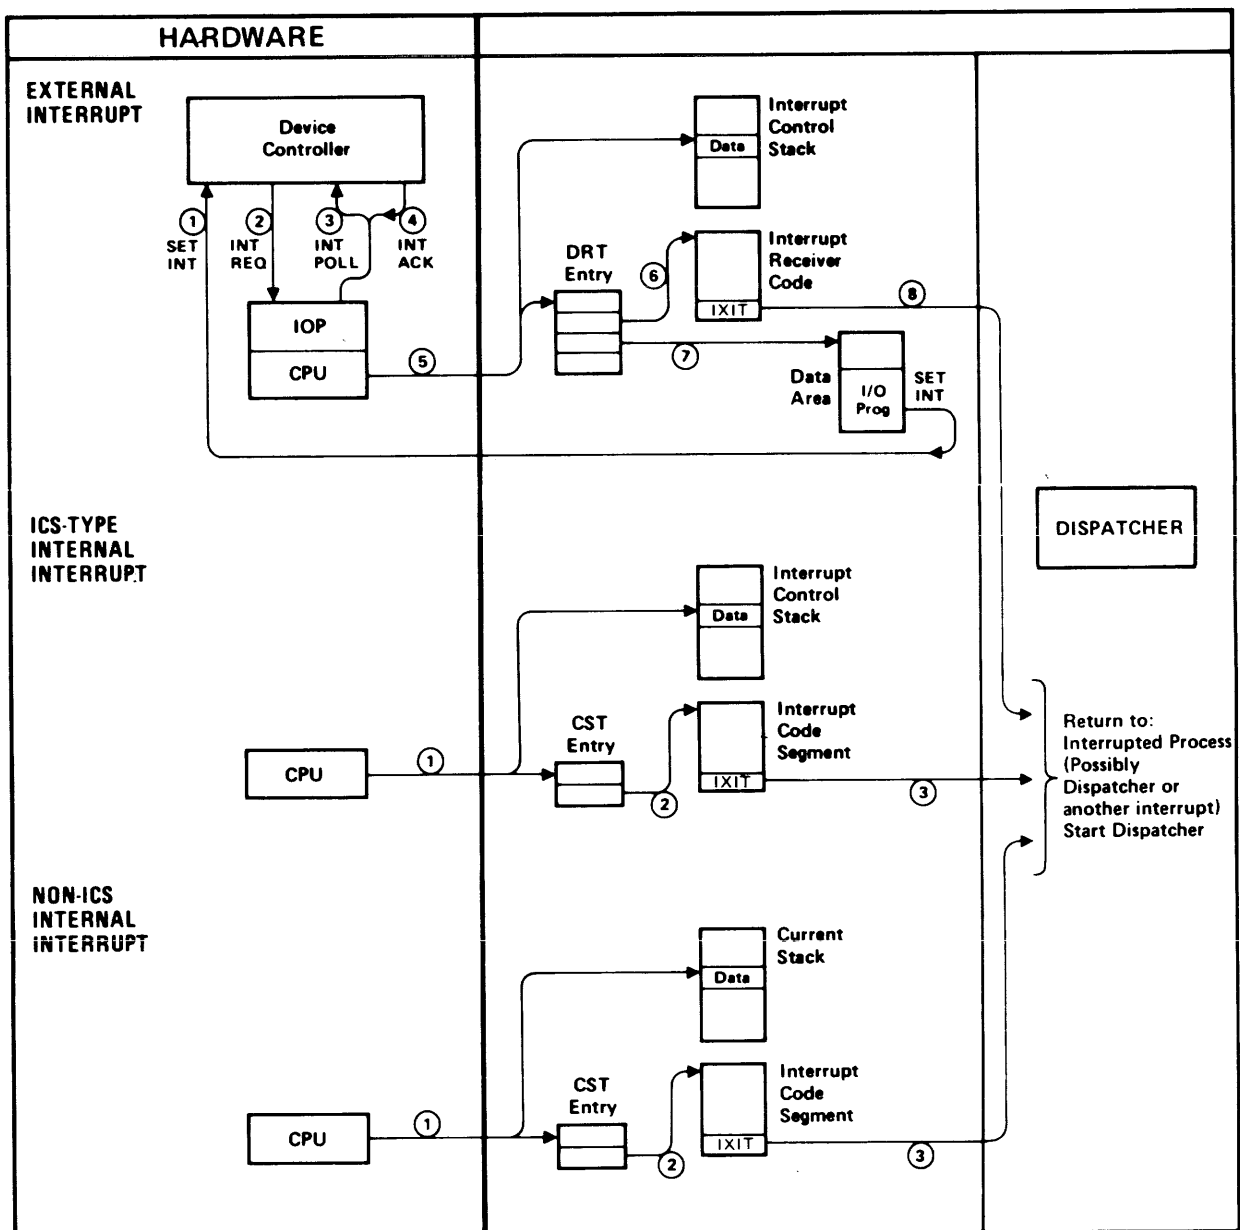 HARDWARE
EXTERNAL
INTERRUPT
Device
Controller
1
SET
INT
2
INT
REQ
3
INT
POLL
4
INT
ACK
IOP
CPU
5
DRT
Entry
6
7
Data
Interrupt
Control
Stack
Interrupt
Receiver
Code
IXIT
8
Data
Area
I/O
Prog
SET
INT
DISPATCHER
ICS-TYPE
INTERNAL
INTERRUPT
CPU
1
CST
Entry
2
Data
Interrupt
Control
Stack
Interrupt
Code
Segment
IXIT
3
Return to:
Interrupted Process
(Possibly
Dispatcher or
another interrupt)
Start Dispatcher
NON-ICS
INTERNAL
INTERRUPT
CPU
1
CST
Entry
2
Data
Current
Stack
Interrupt
Code
Segment
IXIT
3